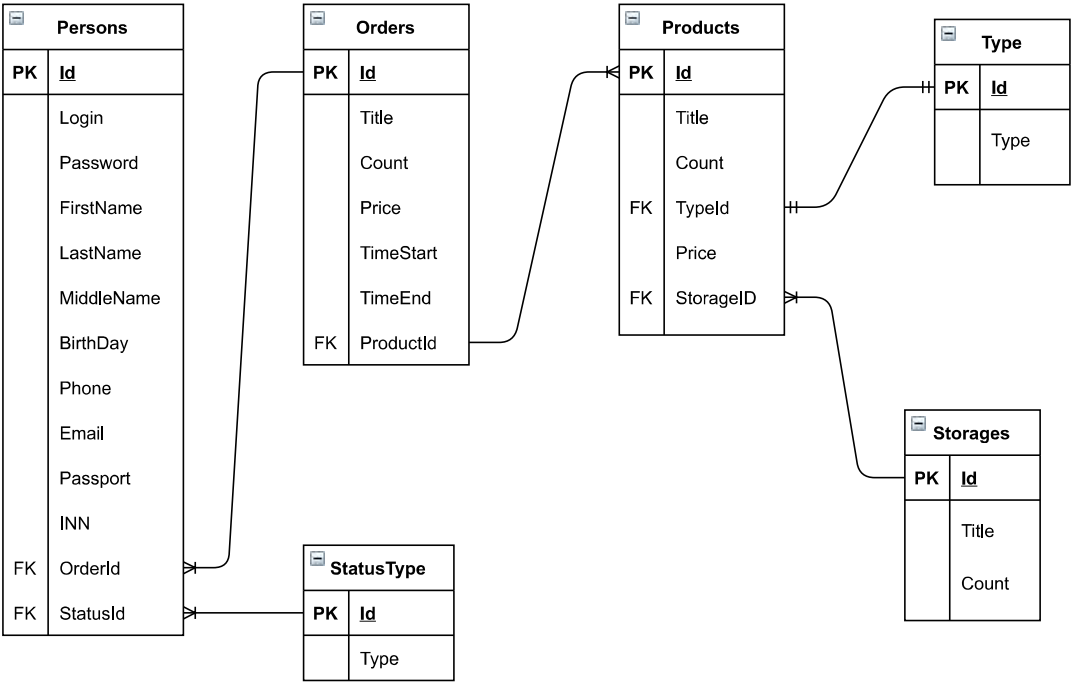 Persons
PK Id
Login
Password
FirstName
LastName
MiddleName
BirthDay
Phone
Email
Passport
INN
FK OrderId
FK StatusId
Orders
PK Id
Title
Count
Price
TimeStart
TimeEnd
FK ProductId
StatusType
PK Id
Type
Products
PK Id
Title
Count
FK TypeId
Price
FK StorageID
Type
PK Id
Type
Storages
PK Id
Title
Count